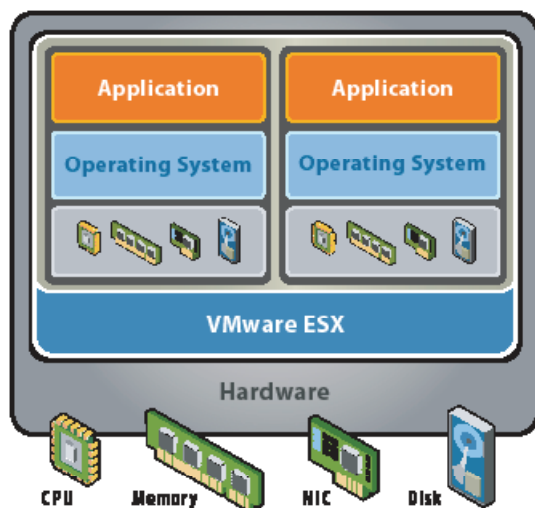 Application Application
Operating System Operating System
VMware ESX
Hardware
CPU Memory NIC Disk